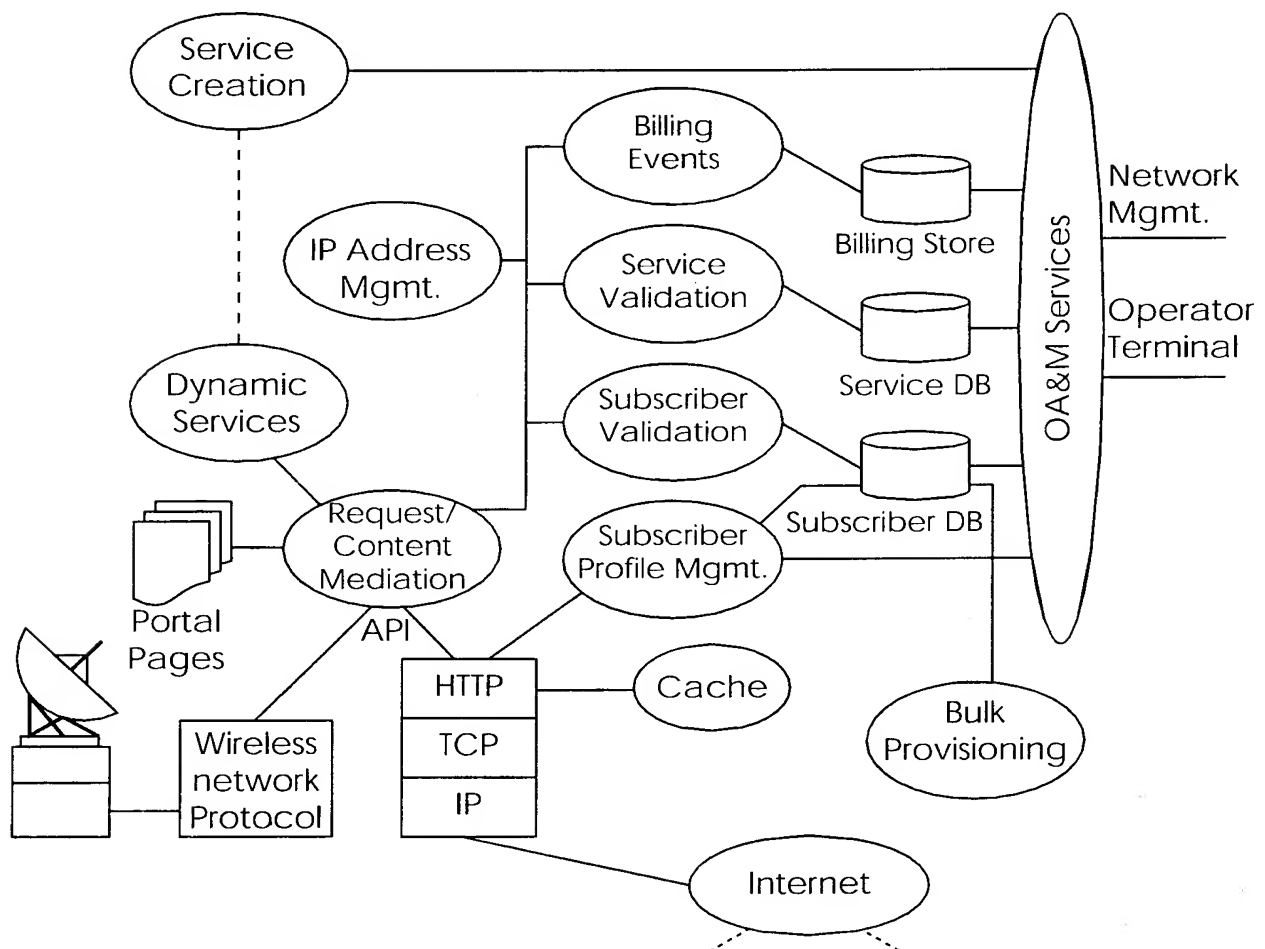 Service
Creation
Billing
Events
Network
Mgmt.
Billing Store
IP Address
Mgmt.
Service
Validation
OA&M Services
Operator
Terminal
Service DB
Dynamic
Services
Subscriber
Validation
Subscriber DB
Request/
Content
Mediation
Subscriber
Profile Mgmt.
Portal
Pages
API
HTTP
TCP
IP
Cache
Bulk
Provisioning
Wireless
network
Protocol
Internet